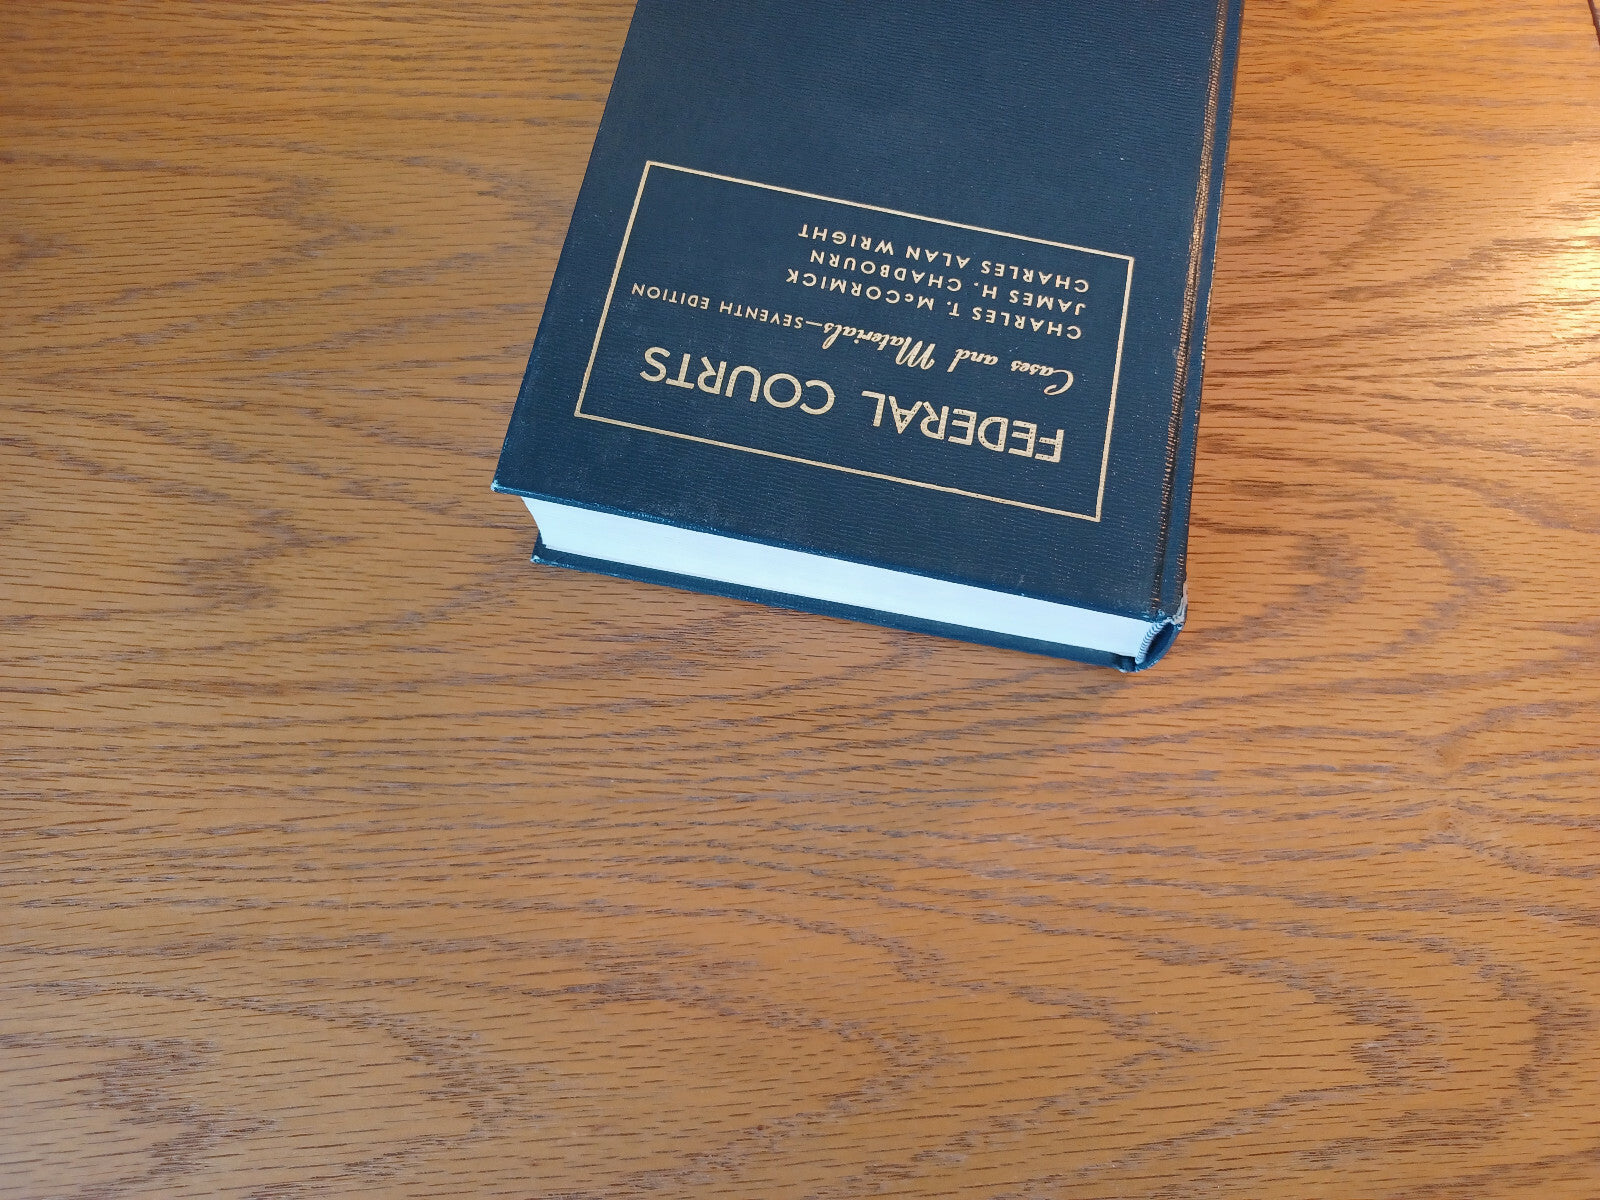 FEDERAL COURTS
Cases and Materials—SEVENTH EDITION
CHARLES T. McCORMICK
JAMES H. CHADBOURN
CHARLES ALAN WRIGHT